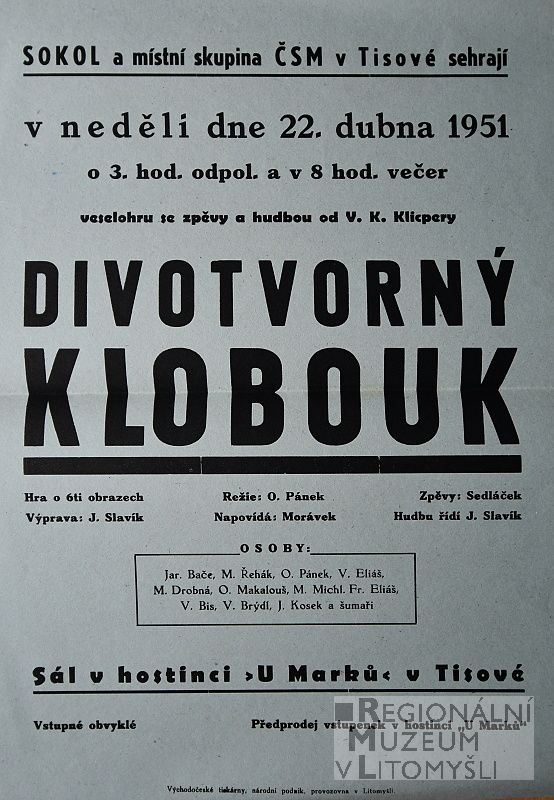 SOKOL a místní skupina ČSM v Tisové sehrají
v neděli dne 22. dubna 1951
o 3. hod. odpol. a v 8 hod. večer
veselohru se zpěvy a hudbou od V. K. Klicpery
DIVOTVORNÝ
KLOBOUK
Hra o 6ti obrazech Režie: O. Pánek Zpěvy: Sedláček
Výprava: J. Slavík Napovídá: Morávek Hudbu řídí J. Slavík
OSOBY:
Jar. Bače, M. Řehák, O. Pánek, V. Eliáš,
M. Drobná, O. Makalouš, M. Michl. Fr. Eliáš,
V. Bis, V. Brýdl, J. Kosek a šumaři
Sál v hostinci ›U Marků‹ v Tisové
Vstupné obvyklé Předprodej vstupenek v hostinci „U Marků"
REGIONÁLNÍ
MUZEUM
V LITOMYŠLI
Východočeské tiskárny, národní podnik, provozovna v Litomyšli.